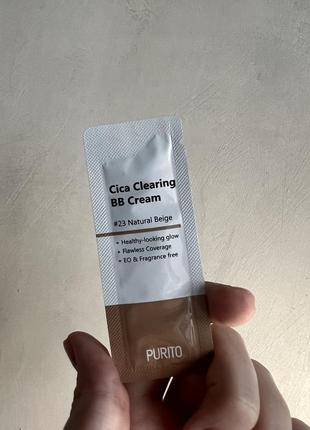 Cica Clearing
BB Cream
#23 Natural Beige
+ Healthy-looking glow
+ Flawless Coverage
+ EO & Fragrance free
PURITO